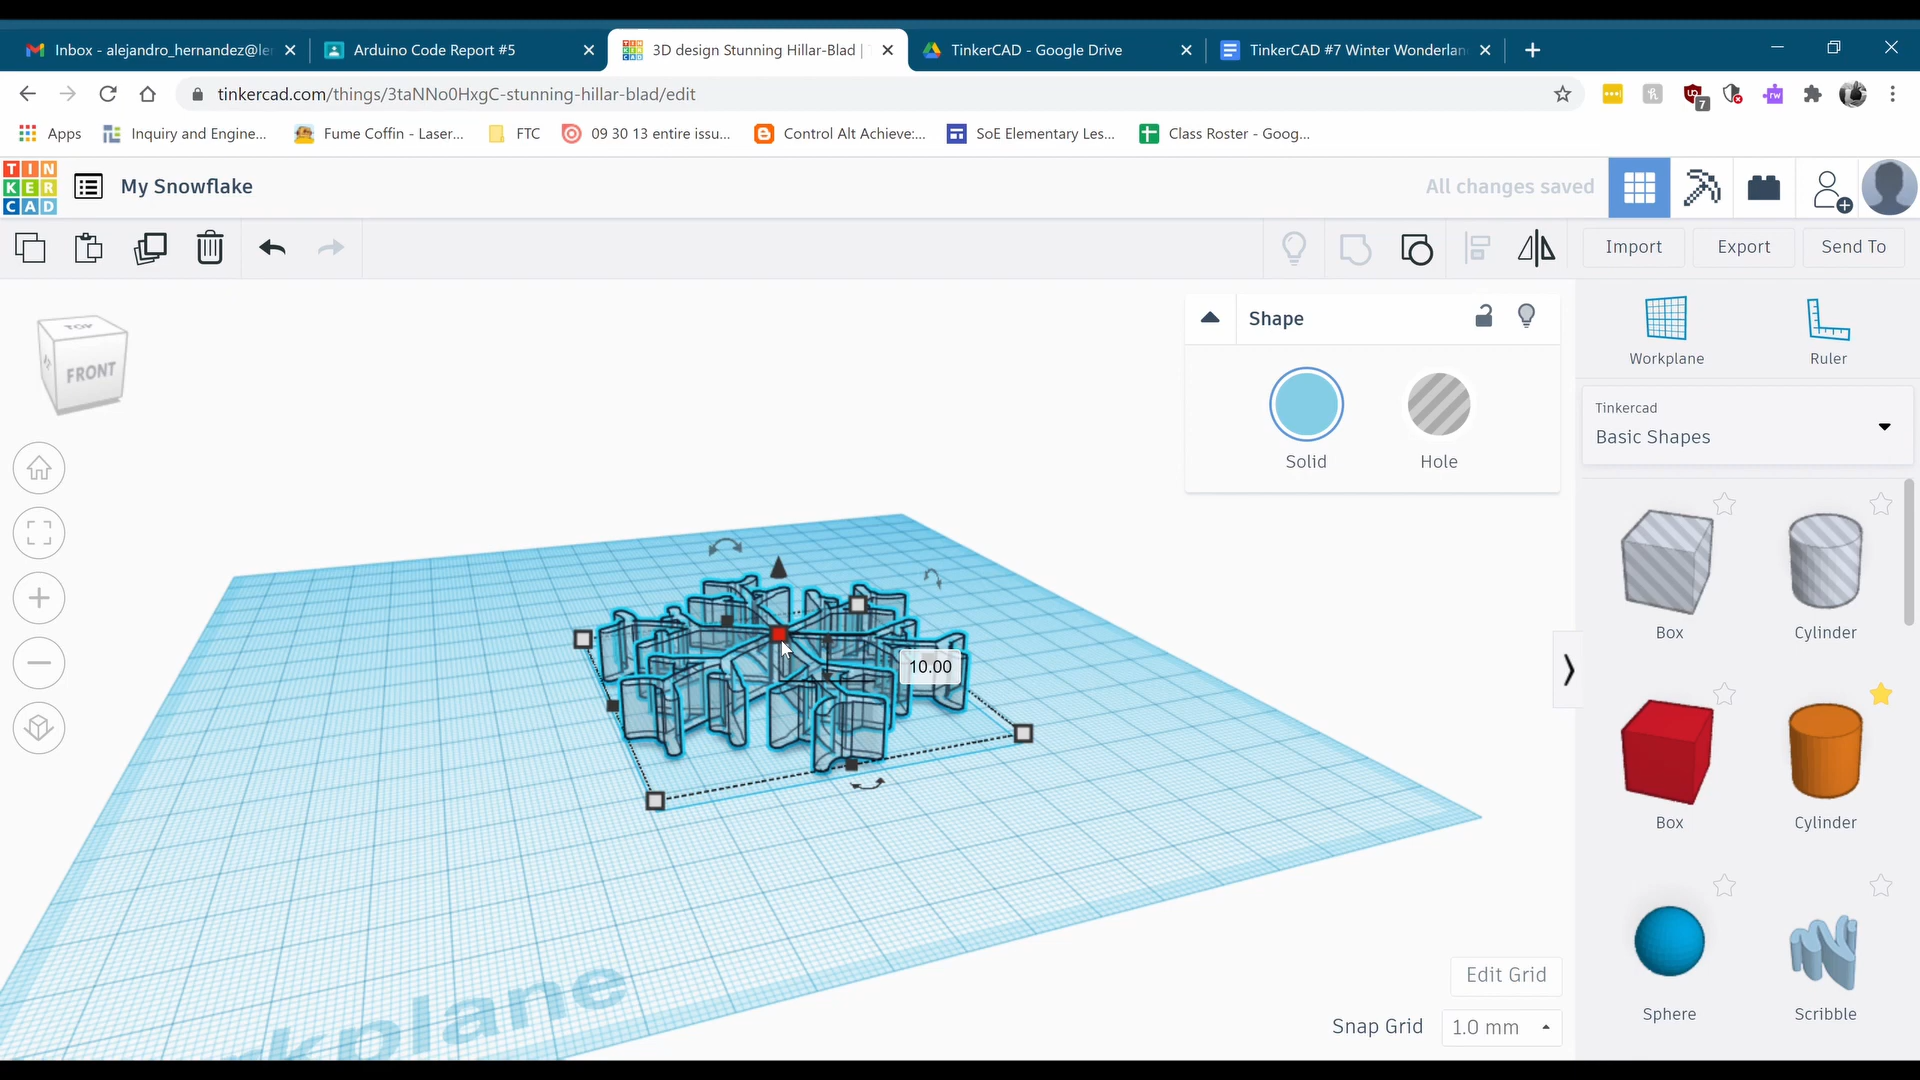 Inbox - alejandro_hernandez@le
Arduino Code Report #5
3D design Stunning Hillar-Blad |
TinkerCAD - Google Drive
TinkerCAD #7 Winter Wonderlan
tinkercad.com/things/3taNNo0HxgC-stunning-hillar-blad/edit
7
Apps
Inquiry and Engine...
Fume Coffin - Laser...
FTC
09 30 13 entire issu...
Control Alt Achieve:...
SoE Elementary Les...
Class Roster - Goog...
TIN
KER
CAD
My Snowflake
All changes saved
Import
Export
Send To
TOP
FRONT
Shape
Solid
Hole
Workplane
Ruler
Tinkercad
Basic Shapes
Box
Cylinder
10.00
Box
Cylinder
Sphere
Scribble
rkplane
Edit Grid
Snap Grid
1.0 mm